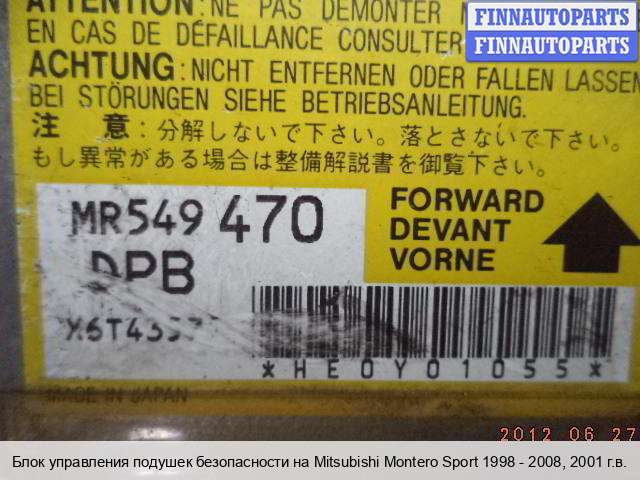 ATTENTION:NE PAS DEMONTER
FINNAUTOPARTS
FINNAUTOPARTS
EN CAS DE DÉFAILLANCE CONSULTER
ACHTUNG:NICHT ENTFERNEN ODER FALLEN LASSEN
BEI STÖRUNGEN SIEHE BETRIEBSANLEITUNG.
注 意:分解しないで下さい。落とさないで下さい。
もし異常がある場合は整備解説書を御覧下さい。
MR549 470
DPB
FORWARD
DEVANT
VORNE
*HE0Y01055*
MADE IN JAPAN
2012 06 27
Блок управления подушек безопасности на Mitsubishi Montero Sport 1998 - 2008, 2001 г.в.